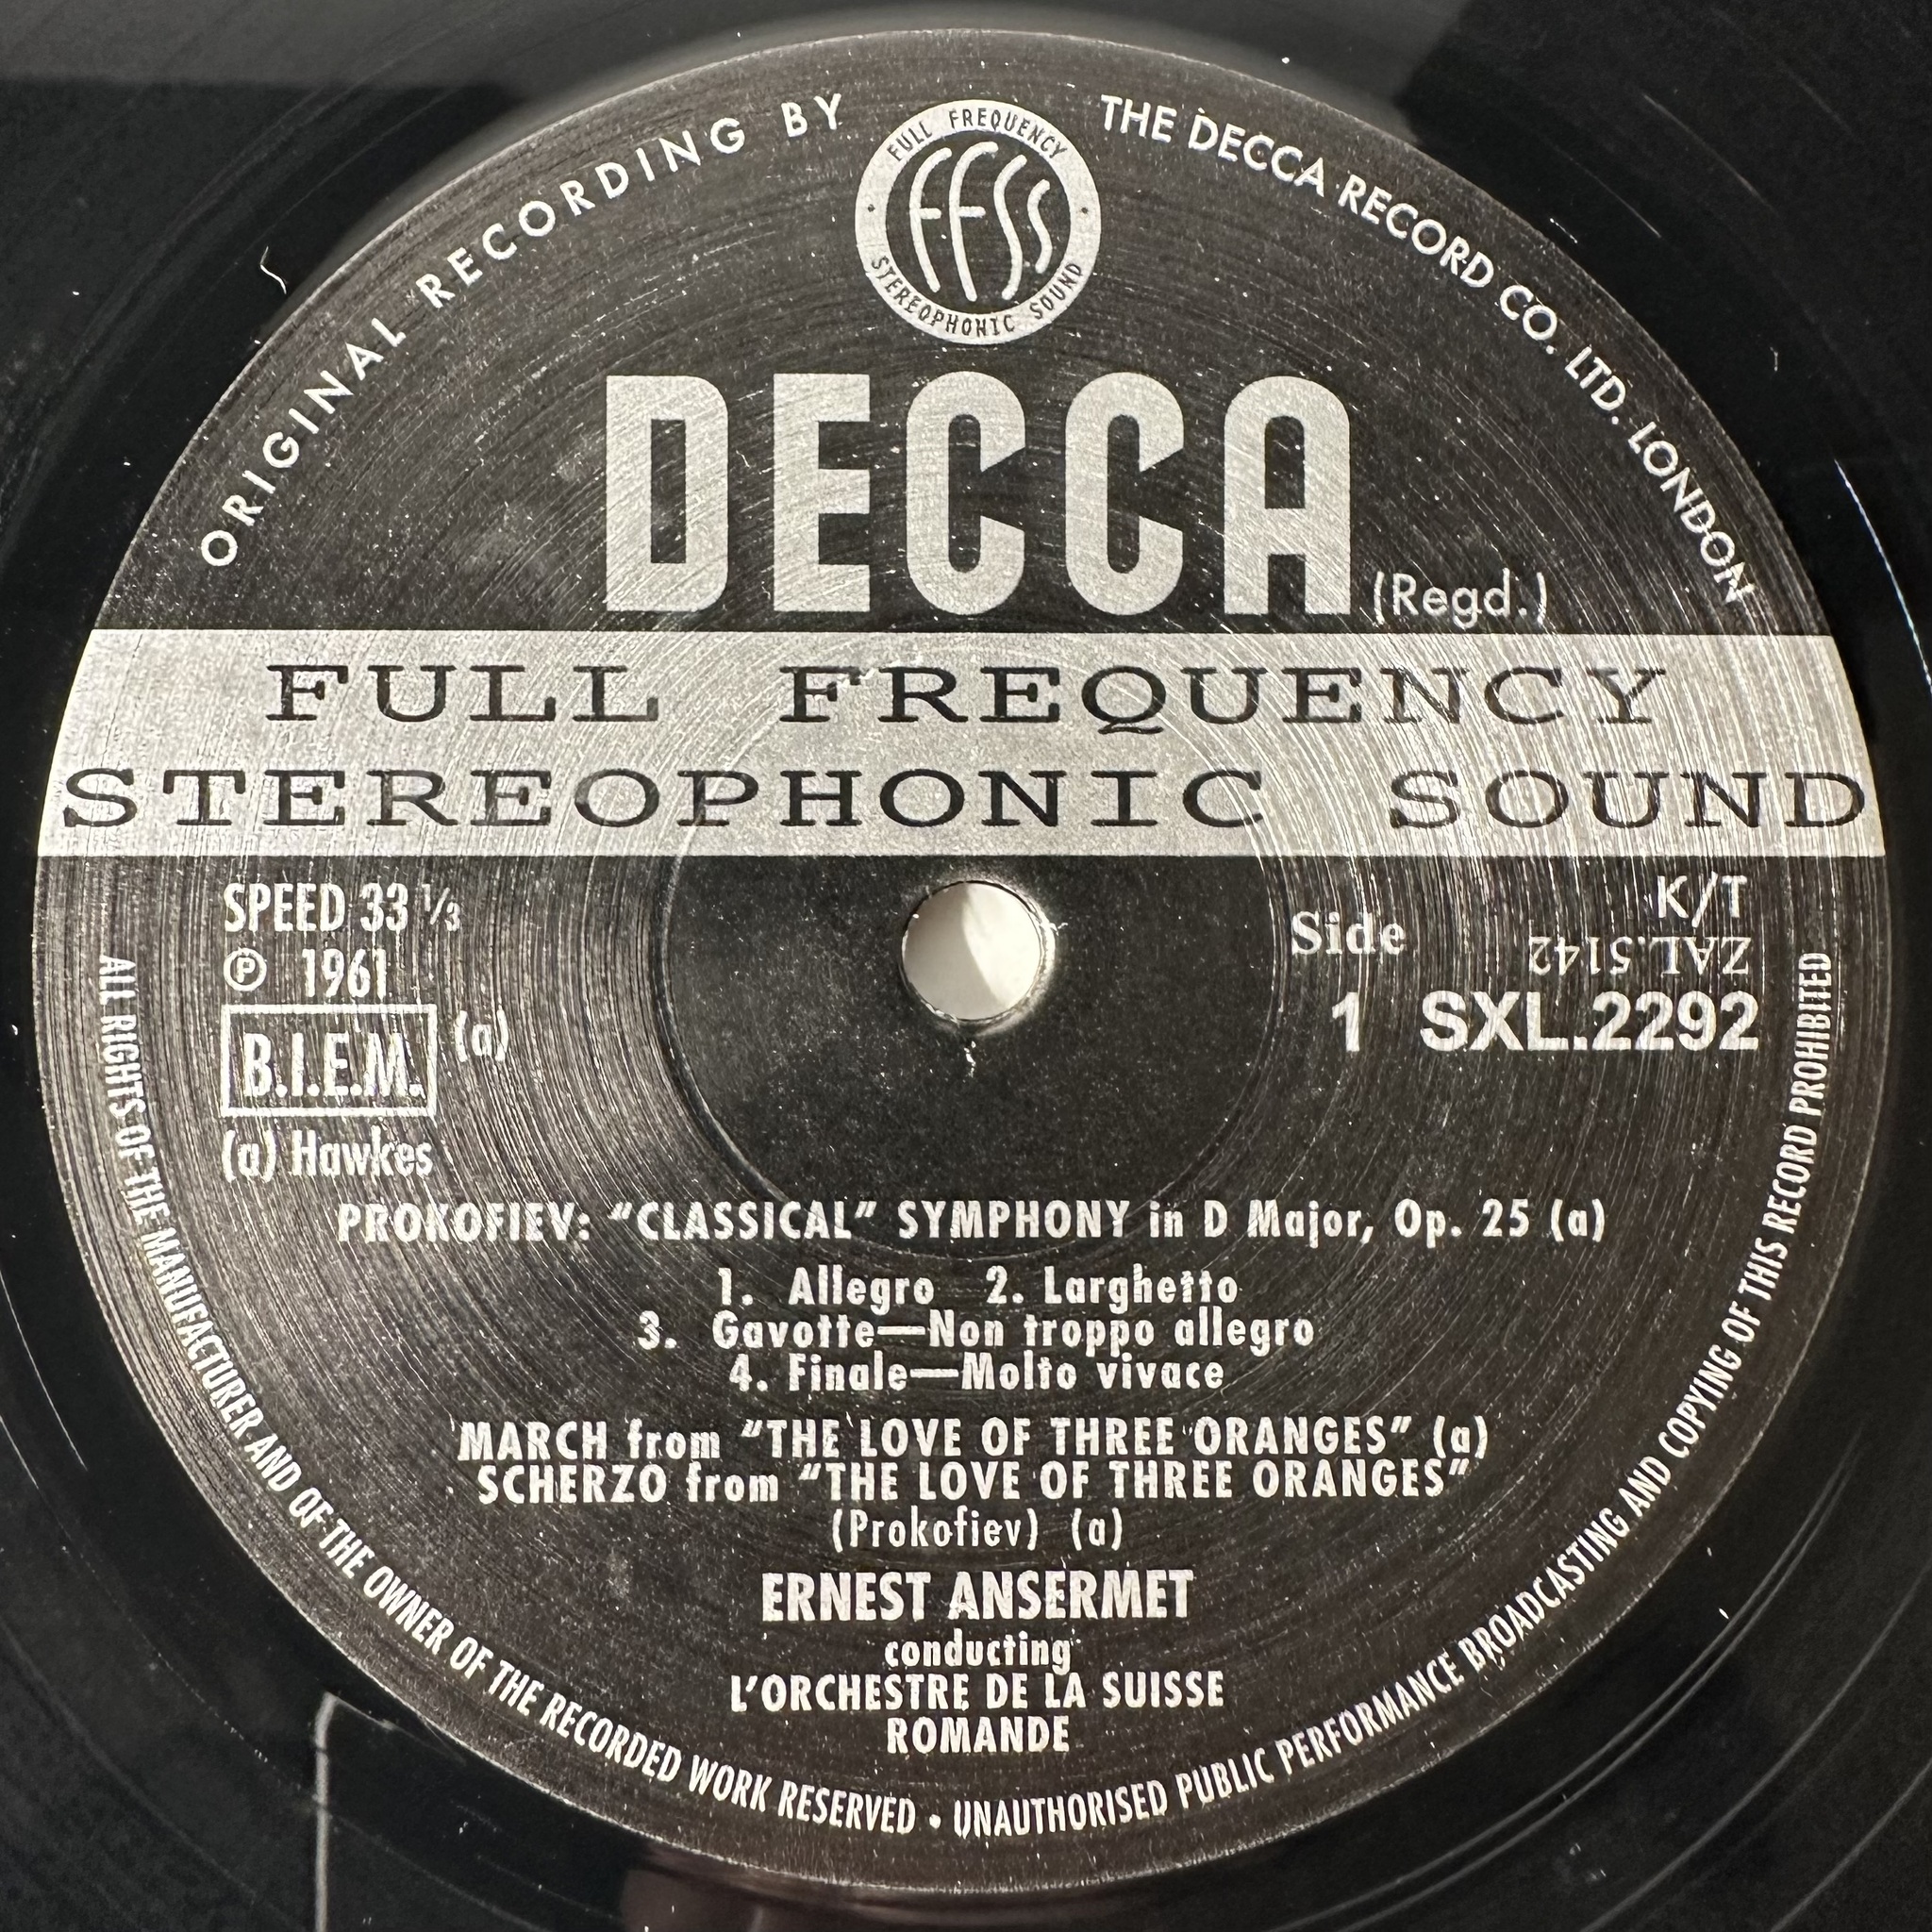 ORIGINAL RECORDING BY
THE DECCA RECORD CO. LTD. LONDON
FULL FREQUENCY
FFSS
STEREOPHONIC SOUND
DECCA (Regd.)
FULL FREQUENCY
STEREOPHONIC SOUND
SPEED 33 ⅓
℗ 1961
B.I.E.M. (a)
(a) Hawkes
K/T
ZAL.5142
Side
1 SXL.2292
PROKOFIEV: “CLASSICAL” SYMPHONY in D Major, Op. 25 (a)
1. Allegro 2. Larghetto
3. Gavotte—Non troppo allegro
4. Finale—Molto vivace
MARCH from “THE LOVE OF THREE ORANGES” (a)
SCHERZO from “THE LOVE OF THREE ORANGES”
(Prokofiev) (a)
ERNEST ANSERMET
conducting
L’ORCHESTRE DE LA SUISSE
ROMANDE
ALL RIGHTS OF THE MANUFACTURER AND OF THE OWNER OF THE RECORDED WORK RESERVED • UNAUTHORISED PUBLIC PERFORMANCE BROADCASTING AND COPYING OF THIS RECORD PROHIBITED